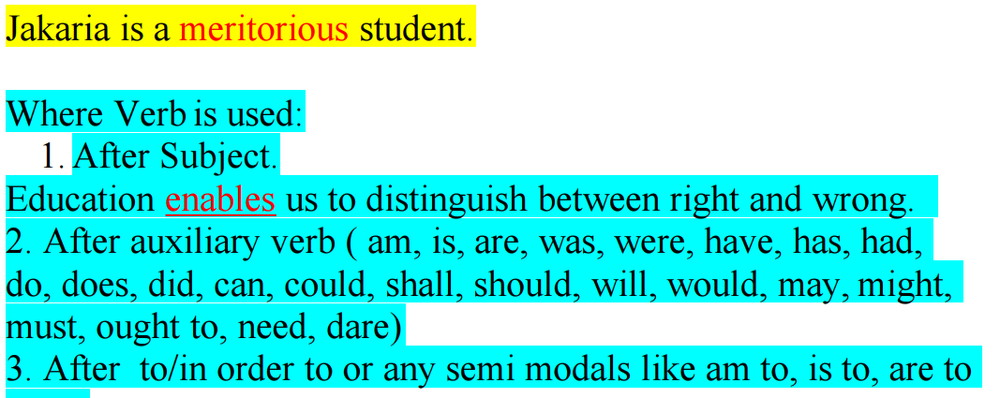 Jakaria is a meritorious student.
Where Verb is used:
1. After Subject.
Education enables us to distinguish between right and wrong.
2. After auxiliary verb ( am, is, are, was, were, have, has, had,
do, does, did, can, could, shall, should, will, would, may, might,
must, ought to, need, dare)
3. After  to/in order to or any semi modals like am to, is to, are to